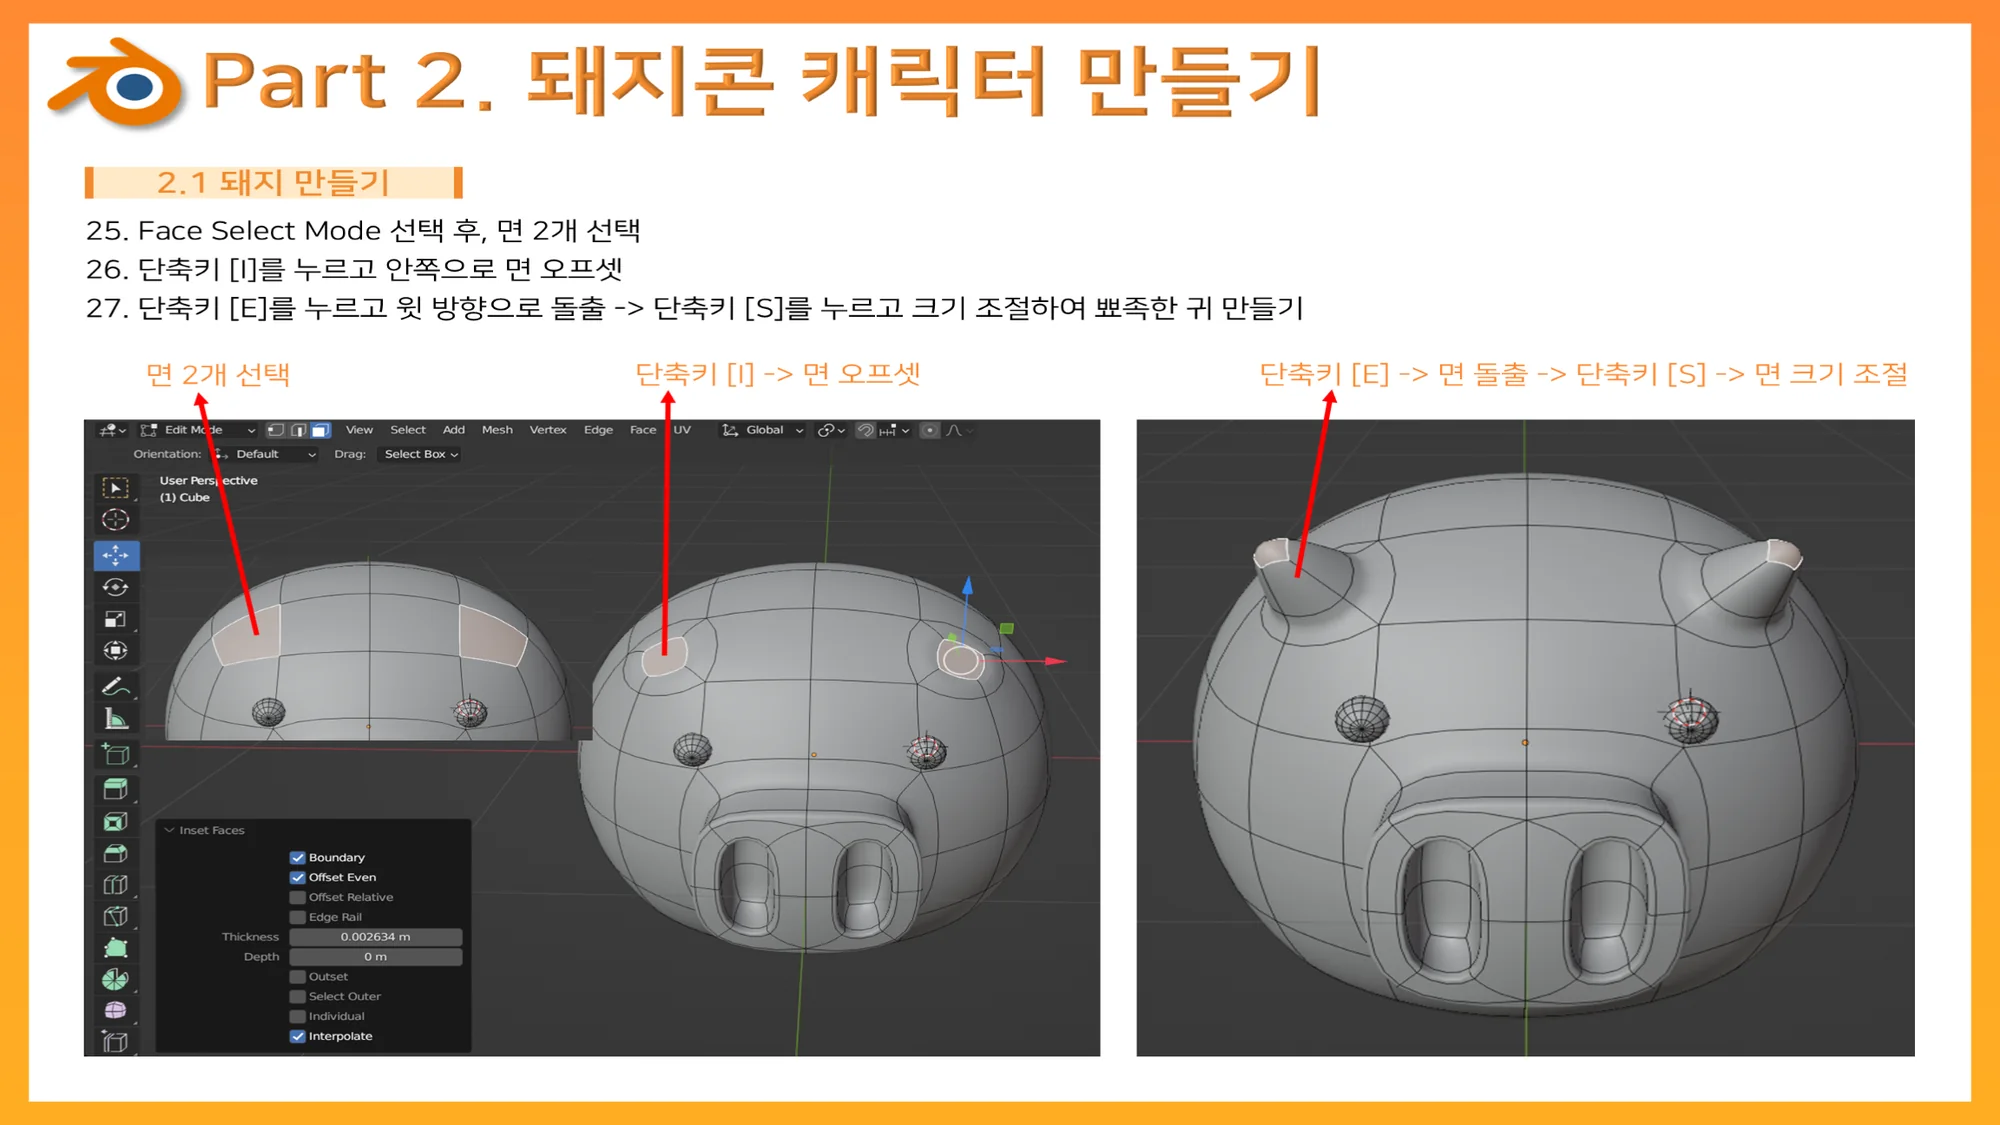 Part 2. 돼지콘 캐릭터 만들기
2.1 돼지 만들기
25. Face Select Mode 선택 후, 면 2개 선택
26. 단축키 [I]를 누르고 안쪽으로 면 오프셋
27. 단축키 [E]를 누르고 윗 방향으로 돌출 -> 단축키 [S]를 누르고 크기 조절하여 뾰족한 귀 만들기
면 2개 선택
단축키 [I] -> 면 오프셋
단축키 [E] -> 면 돌출 -> 단축키 [S] -> 면 크기 조절
Edit Mode View Select Add Mesh Vertex Edge Face UV Global
Orientation: Default Drag: Select Box
User Perspective
(1) Cube
Inset Faces
Boundary
Offset Even
Offset Relative
Edge Rail
Thickness 0.002634 m
Depth 0 m
Outset
Select Outer
Individual
Interpolate